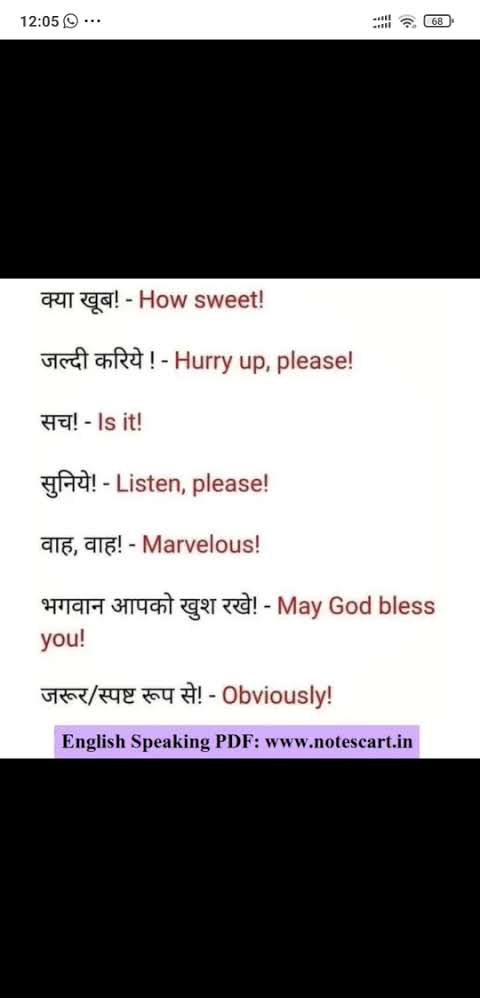 12:05 ...
68
क्या खूब! - How sweet!
जल्दी करिये ! - Hurry up, please!
सच! - Is it!
सुनिये! - Listen, please!
वाह, वाह! - Marvelous!
भगवान आपको खुश रखे! - May God bless
you!
जरूर/स्पष्ट रूप से! - Obviously!
English Speaking PDF: www.notescart.in